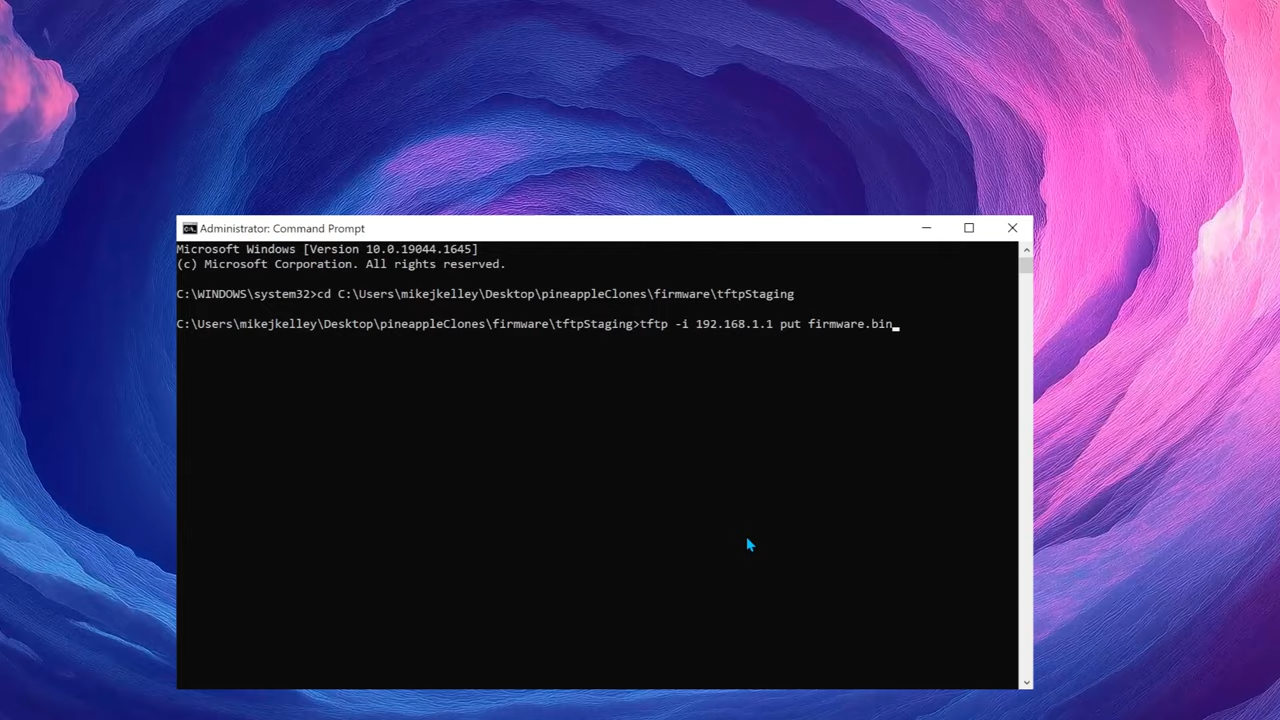 Administrator: Command Prompt
Microsoft Windows [Version 10.0.19044.1645]
(c) Microsoft Corporation. All rights reserved.
C:\WINDOWS\system32>cd C:\Users\mikejkelley\Desktop\pineappleClones\firmware\tftpStaging
C:\Users\mikejkelley\Desktop\pineappleClones\firmware\tftpStaging>tftp -i 192.168.1.1 put firmware.bin